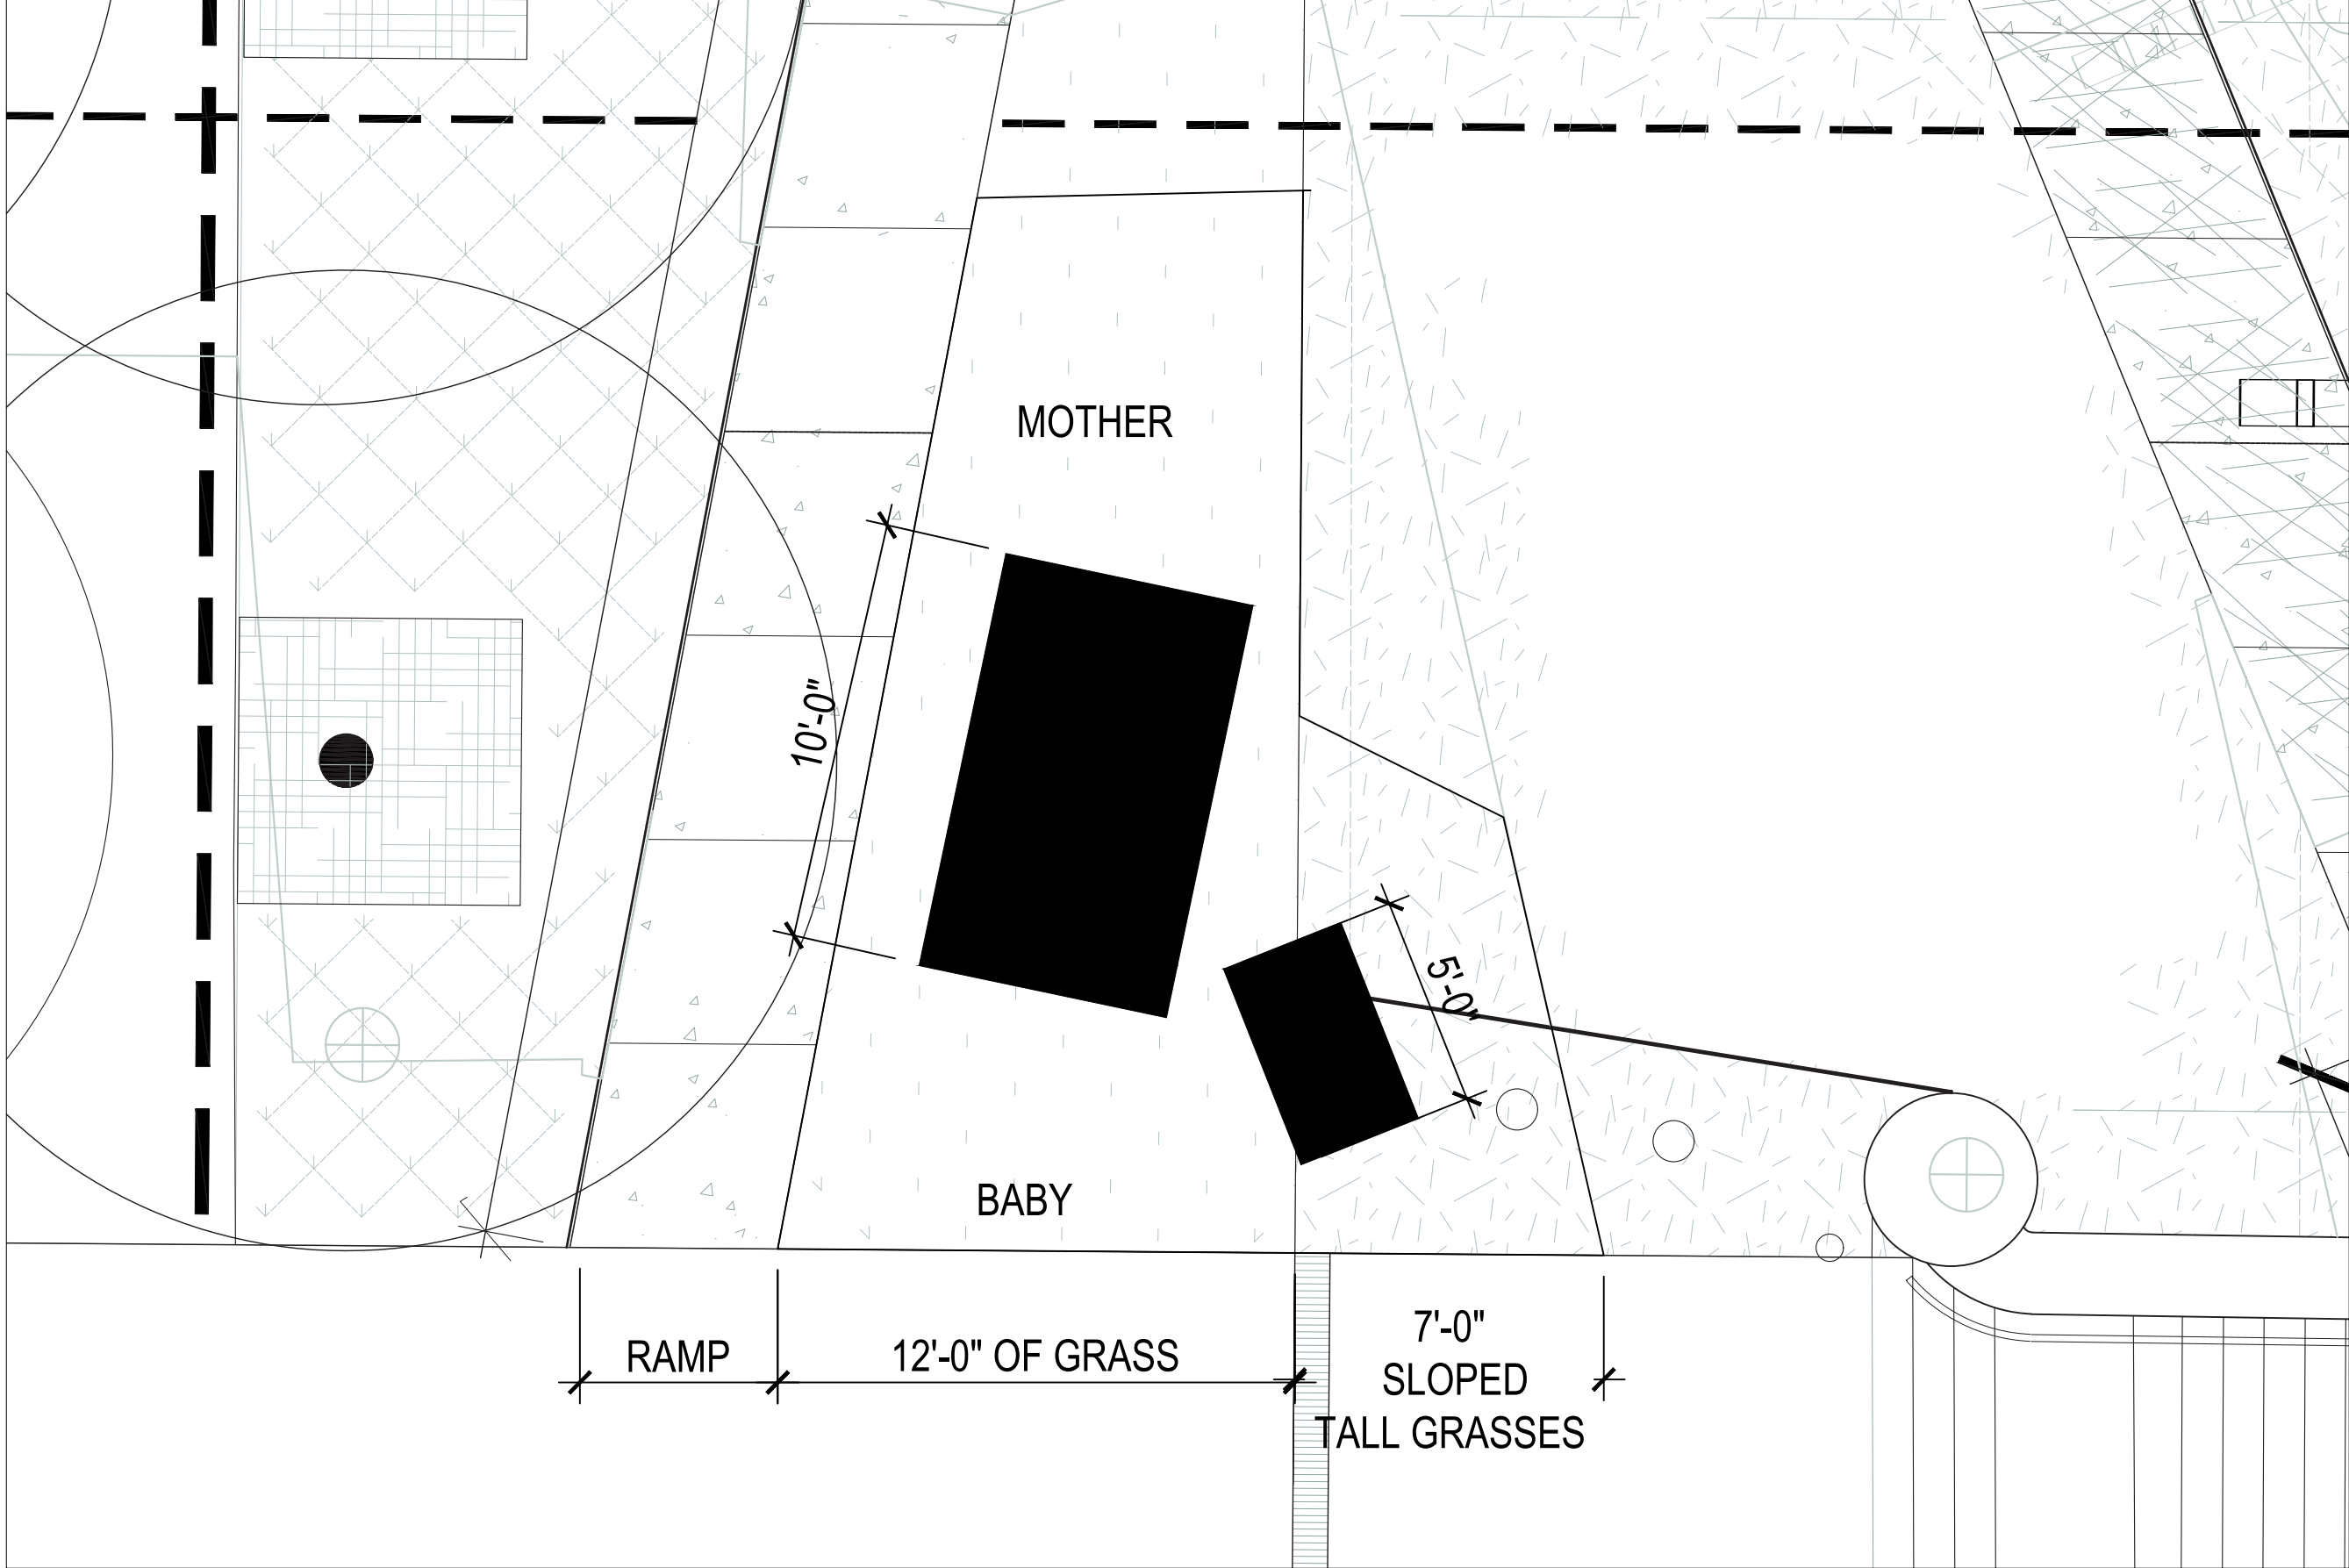 MOTHER
10'-0"
5'-0"
BABY
RAMP
12'-0" OF GRASS
7'-0"
SLOPED
TALL GRASSES